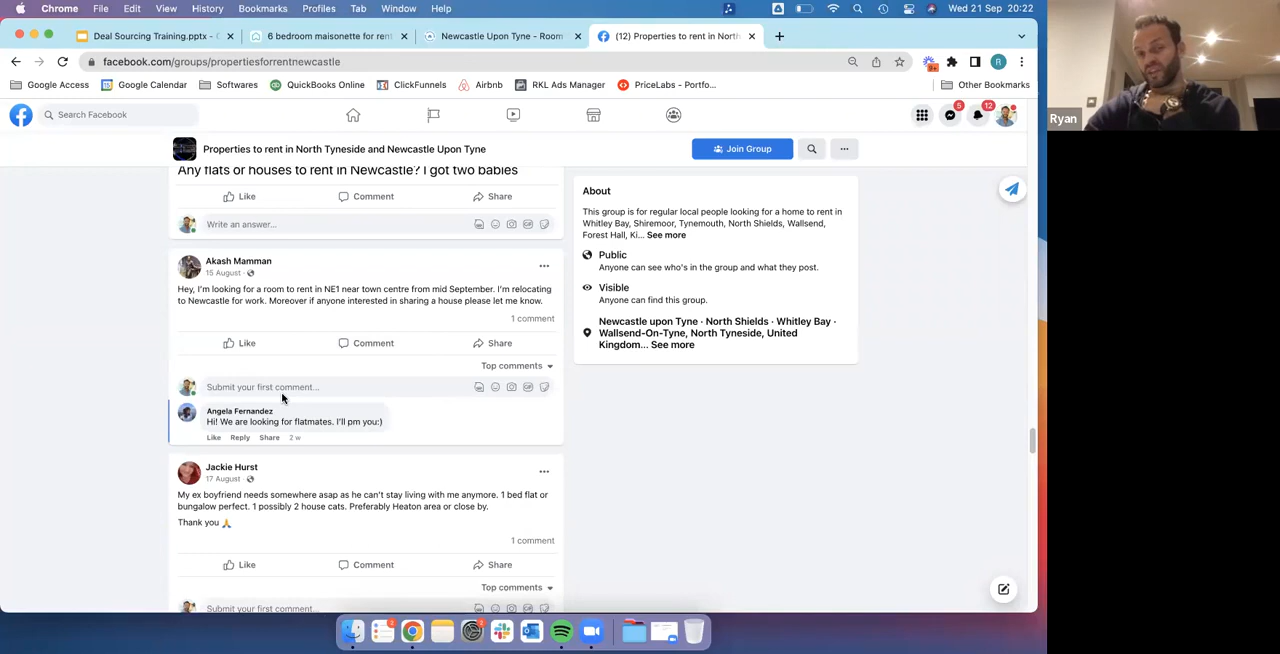 Chrome File Edit View History Bookmarks Profiles Tab Window Help
Wed 21 Sep 20:22
Deal Sourcing Training.pptx -
6 bedroom maisonette for ren
Newcastle Upon Tyne - Room
(12) Properties to rent in North
facebook.com/groups/propertiesforrentnewcastle
Google Access Google Calendar Softwares QuickBooks Online ClickFunnels Airbnb RKL Ads Manager PriceLabs - Portfo... Other Bookmarks
Search Facebook
5
12
Properties to rent in North Tyneside and Newcastle Upon Tyne
Join Group
Any flats or houses to rent in Newcastle? I got two babies
Like Comment Share
Write an answer...
Akash Mamman
15 August
Hey, I'm looking for a room to rent in NE1 near town centre from mid September. I'm relocating
to Newcastle for work. Moreover if anyone interested in sharing a house please let me know.
1 comment
Like Comment Share
Top comments
Submit your first comment...
Angela Fernandez
Hi! We are looking for flatmates. I'll pm you:)
Like Reply Share 2 w
Jackie Hurst
17 August
My ex boyfriend needs somewhere asap as he can't stay living with me anymore. 1 bed flat or
bungalow perfect. 1 possibly 2 house cats. Preferably Heaton area or close by.
Thank you 🙏
1 comment
Like Comment Share
Top comments
Submit your first comment...
About
This group is for regular local people looking for a home to rent in
Whitley Bay, Shiremoor, Tynemouth, North Shields, Wallsend,
Forest Hall, Ki... See more
Public
Anyone can see who's in the group and what they post.
Visible
Anyone can find this group.
Newcastle upon Tyne · North Shields · Whitley Bay ·
Wallsend-On-Tyne, North Tyneside, United
Kingdom... See more
Ryan